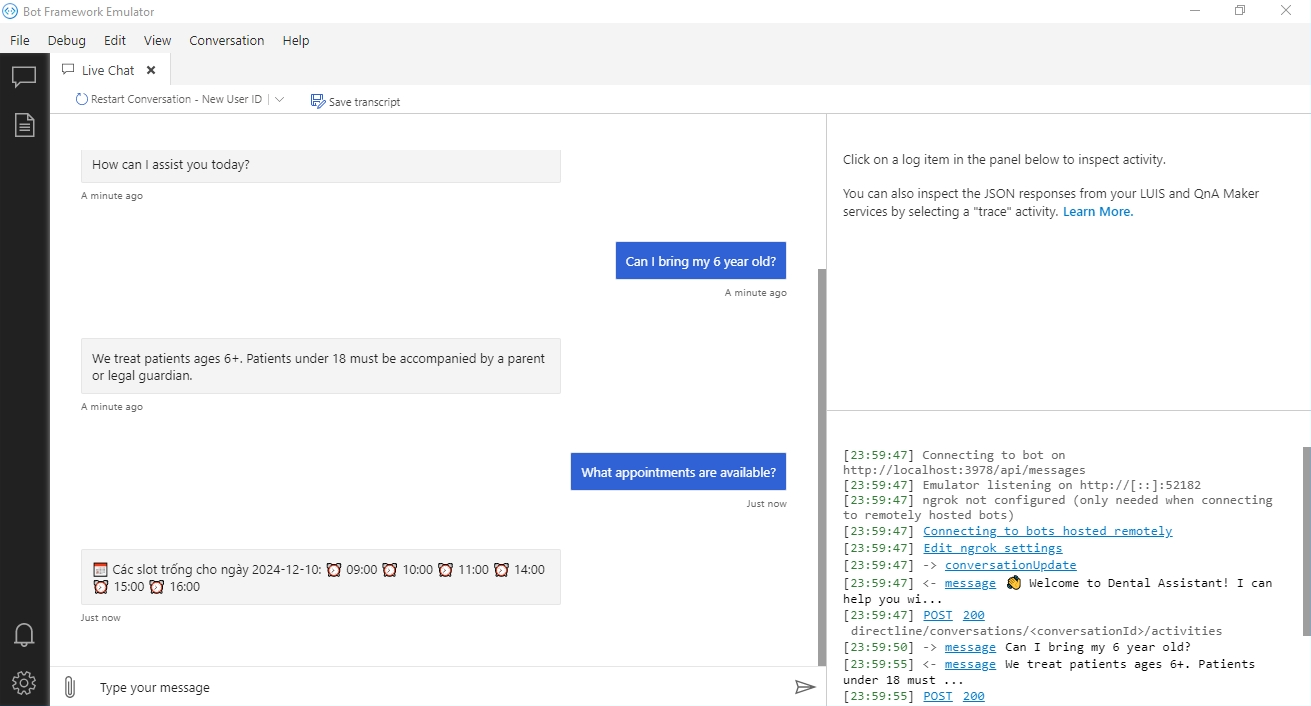 Bot Framework Emulator
File Debug Edit View Conversation Help
Live Chat
Restart Conversation - New User ID
Save transcript
How can I assist you today?
A minute ago
Can I bring my 6 year old?
A minute ago
We treat patients ages 6+. Patients under 18 must be accompanied by a parent
or legal guardian.
A minute ago
What appointments are available?
Just now
📅 Các slot trống cho ngày 2024-12-10: ⏰ 09:00 ⏰ 10:00 ⏰ 11:00 ⏰ 14:00
⏰ 15:00 ⏰ 16:00
Just now
Type your message
Click on a log item in the panel below to inspect activity.
You can also inspect the JSON responses from your LUIS and QnA Maker
services by selecting a "trace" activity. Learn More.
[23:59:47] Connecting to bot on
http://localhost:3978/api/messages
[23:59:47] Emulator listening on http://[::]:52182
[23:59:47] ngrok not configured (only needed when connecting
to remotely hosted bots)
[23:59:47] Connecting to bots hosted remotely
[23:59:47] Edit ngrok settings
[23:59:47] -> conversationUpdate
[23:59:47] <- message 👋 Welcome to Dental Assistant! I can
help you wi...
[23:59:47] POST 200
directline/conversations/<conversationId>/activities
[23:59:50] -> message Can I bring my 6 year old?
[23:59:55] <- message We treat patients ages 6+. Patients
under 18 must ...
[23:59:55] POST 200